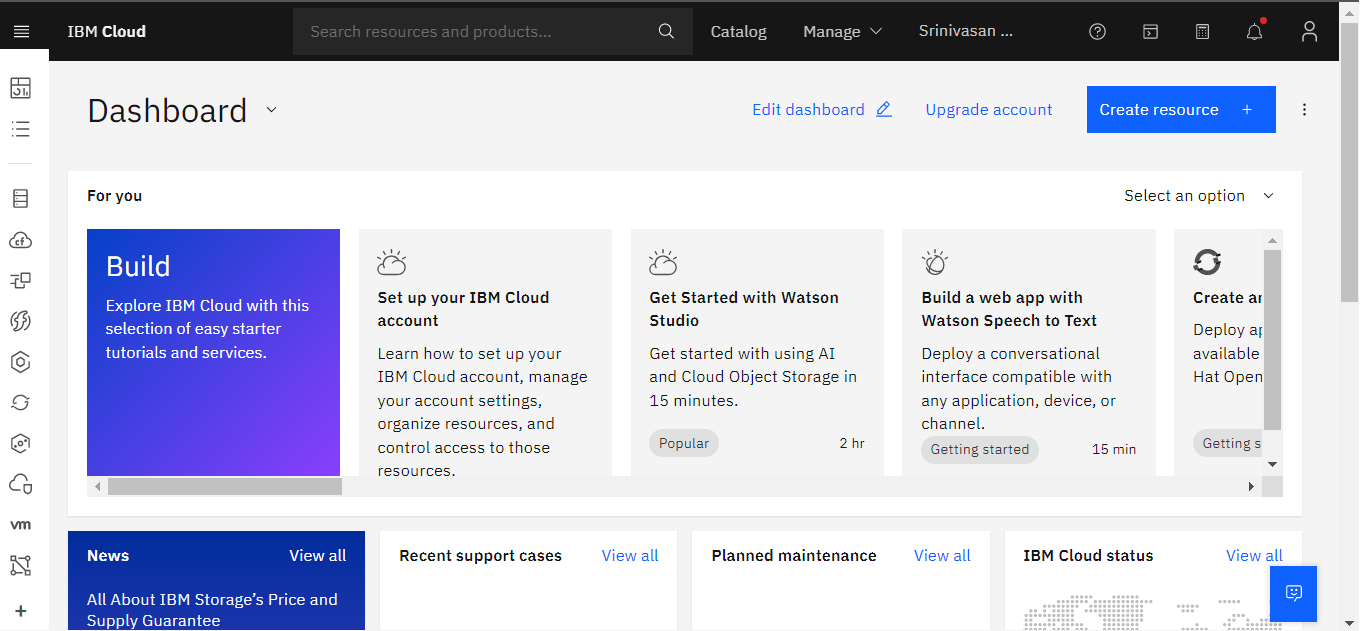 IBM Cloud
Search resources and products...
Catalog
Manage
Srinivasan ...
Dashboard
Edit dashboard
Upgrade account
Create resource +
For you
Select an option
Build
Explore IBM Cloud with this
selection of easy starter
tutorials and services.
Set up your IBM Cloud
account
Learn how to set up your
IBM Cloud account, manage
your account settings,
organize resources, and
control access to those
resources.
Get Started with Watson
Studio
Get started with using AI
and Cloud Object Storage in
15 minutes.
Popular
2 hr
Build a web app with
Watson Speech to Text
Deploy a conversational
interface compatible with
any application, device, or
channel.
Getting started
15 min
Create
Deploy
available
Hat
Getting
cf
vm
News
View all
All About IBM Storage's Price and
Supply Guarantee
Recent support cases
View all
Planned maintenance
View all
IBM Cloud status
View all